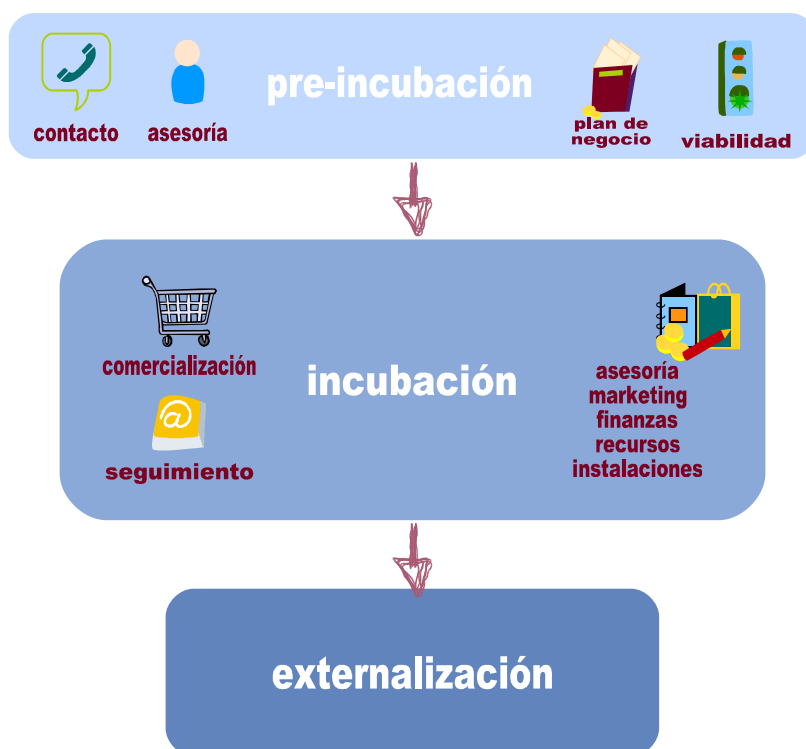 pre-incubación
contacto
asesoría
plan de
negocio
viabilidad
comercialización
incubación
asesoría
marketing
finanzas
recursos
instalaciones
@
seguimiento
externalización